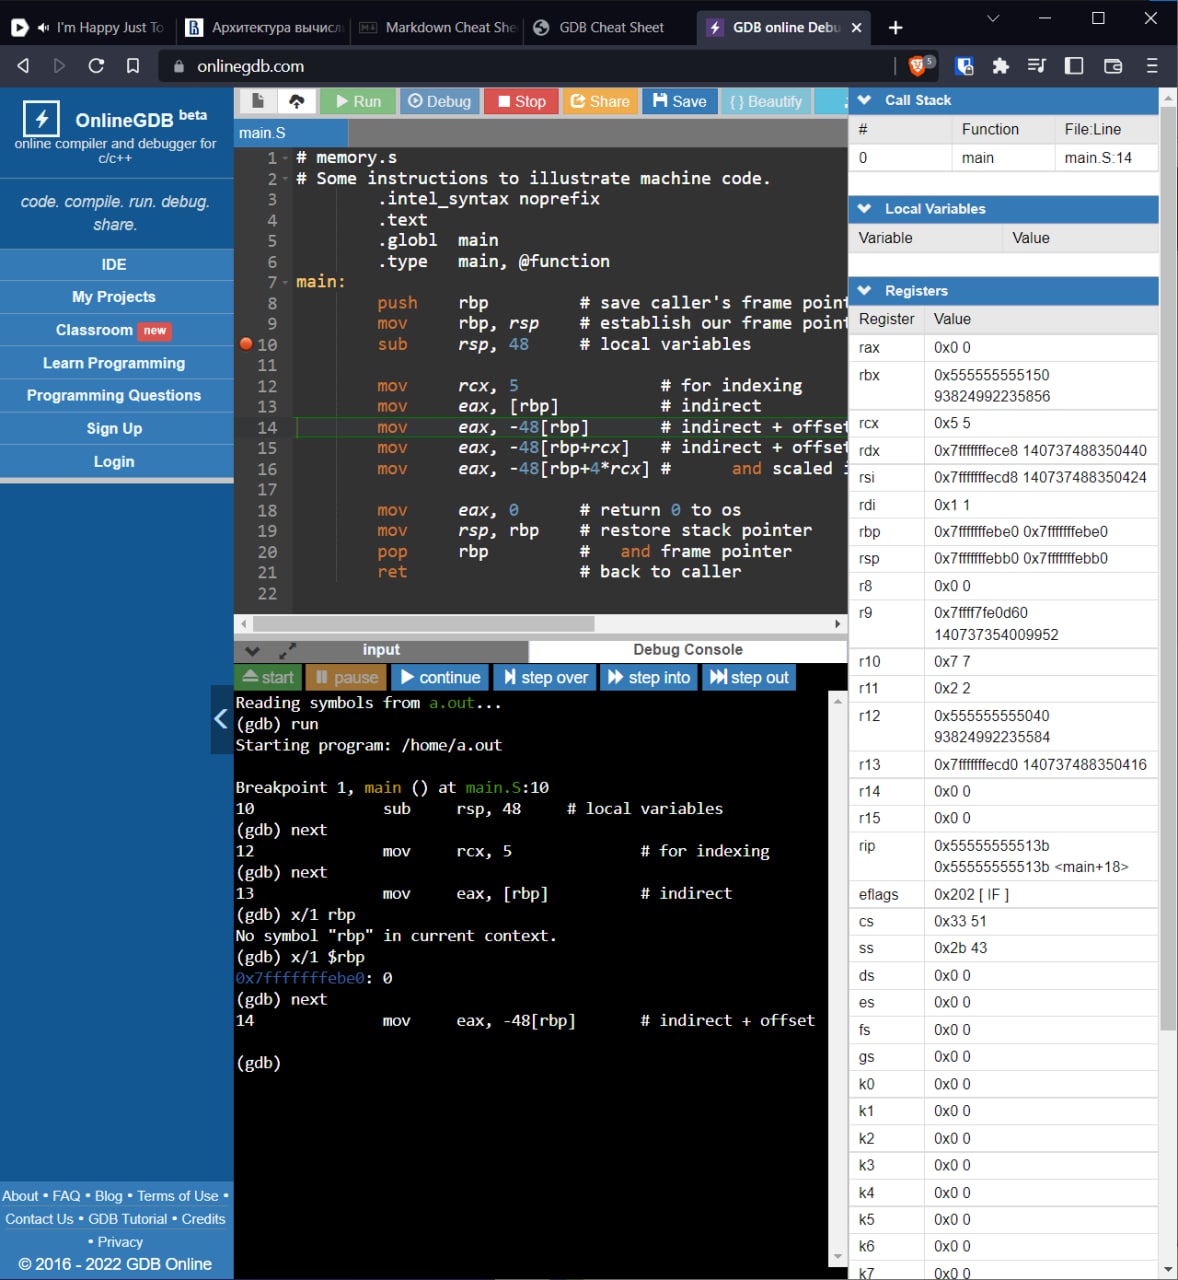 I'm Happy Just To
Архитектура вычисл
Markdown Cheat She
GDB Cheat Sheet
GDB online Debu
onlinegdb.com
5
OnlineGDB beta
online compiler and debugger for
c/c++
code. compile. run. debug.
share.
IDE
My Projects
Classroom new
Learn Programming
Programming Questions
Sign Up
Login
About • FAQ • Blog • Terms of Use •
Contact Us • GDB Tutorial • Credits
• Privacy
© 2016 - 2022 GDB Online
Run Debug Stop Share Save {} Beautify
main.S
1 # memory.s
2 # Some instructions to illustrate machine code.
3 .intel_syntax noprefix
4 .text
5 .globl main
6 .type main, @function
7 main:
8 push rbp # save caller's frame point
9 mov rbp, rsp # establish our frame point
10 sub rsp, 48 # local variables
11
12 mov rcx, 5 # for indexing
13 mov eax, [rbp] # indirect
14 mov eax, -48[rbp] # indirect + offset
15 mov eax, -48[rbp+rcx] # indirect + offset
16 mov eax, -48[rbp+4*rcx] # and scaled i
17
18 mov eax, 0 # return 0 to os
19 mov rsp, rbp # restore stack pointer
20 pop rbp # and frame pointer
21 ret # back to caller
22
input Debug Console
start pause continue step over step into step out
Reading symbols from a.out...
(gdb) run
Starting program: /home/a.out
Breakpoint 1, main () at main.S:10
10 sub rsp, 48 # local variables
(gdb) next
12 mov rcx, 5 # for indexing
(gdb) next
13 mov eax, [rbp] # indirect
(gdb) x/1 rbp
No symbol "rbp" in current context.
(gdb) x/1 $rbp
0x7fffffffebe0: 0
(gdb) next
14 mov eax, -48[rbp] # indirect + offset
(gdb)
Call Stack
# Function File:Line
0 main main.S:14
Local Variables
Variable Value
Registers
Register Value
rax 0x0 0
rbx 0x555555555150
93824992235856
rcx 0x5 5
rdx 0x7fffffffece8 140737488350440
rsi 0x7fffffffecd8 140737488350424
rdi 0x1 1
rbp 0x7fffffffebe0 0x7fffffffebe0
rsp 0x7fffffffebb0 0x7fffffffebb0
r8 0x0 0
r9 0x7ffff7fe0d60
140737354009952
r10 0x7 7
r11 0x2 2
r12 0x555555555040
93824992235584
r13 0x7fffffffecd0 140737488350416
r14 0x0 0
r15 0x0 0
rip 0x55555555513b
0x55555555513b <main+18>
eflags 0x202 [ IF ]
cs 0x33 51
ss 0x2b 43
ds 0x0 0
es 0x0 0
fs 0x0 0
gs 0x0 0
k0 0x0 0
k1 0x0 0
k2 0x0 0
k3 0x0 0
k4 0x0 0
k5 0x0 0
k6 0x0 0
k7 0x0 0